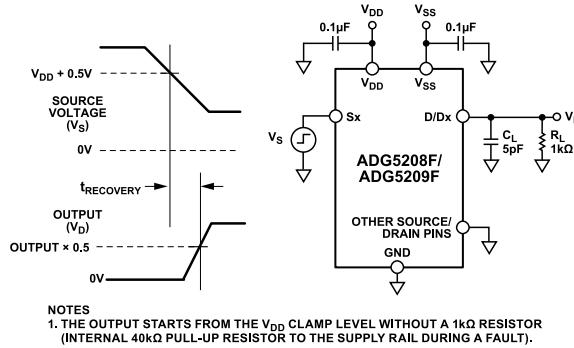 V_DD
V_SS
0.1µF
0.1µF
V_DD + 0.5V
SOURCE
VOLTAGE
(V_S)
0V
t_RECOVERY
OUTPUT
(V_D)
OUTPUT × 0.5
0V
V_DD
V_SS
V_S
Sx
D/Dx
C_L
5pF
R_L
1kΩ
ADG5208F/
ADG5209F
OTHER SOURCE/
DRAIN PINS
GND
NOTES
1. THE OUTPUT STARTS FROM THE V_DD CLAMP LEVEL WITHOUT A 1kΩ RESISTOR
(INTERNAL 40kΩ PULL-UP RESISTOR TO THE SUPPLY RAIL DURING A FAULT).